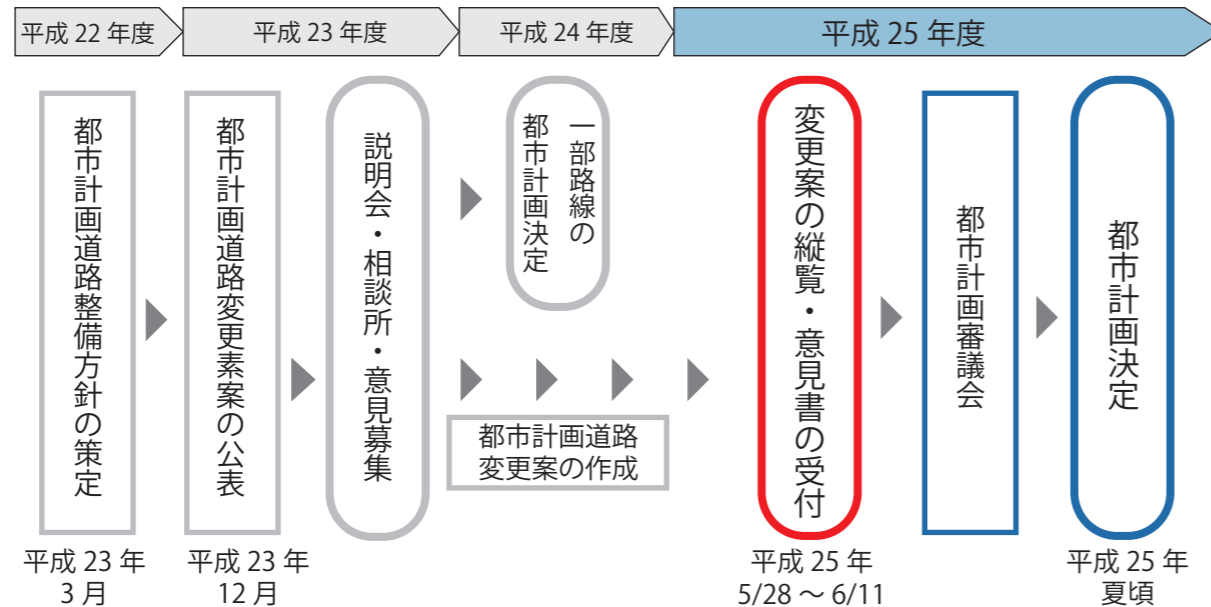 平成 22 年度
平成 23 年度
平成 24 年度
平成 25 年度
都市計画道路整備方針の策定
平成 23 年
3 月
都市計画道路変更素案の公表
平成 23 年
12 月
説明会・相談所・意見募集
一部路線の
都市計画決定
都市計画道路
変更案の作成
変更案の縦覧・意見書の受付
平成 25 年
5/28 ～ 6/11
都市計画審議会
都市計画決定
平成 25 年
夏頃